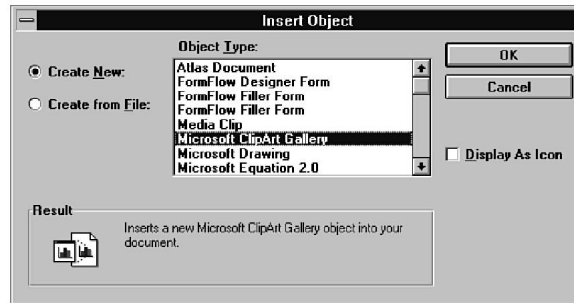 Insert Object
Object Type:
Create New:
Create from File:
Atlas Document
FormFlow Designer Form
FormFlow Filler Form
FormFlow Filler Form
Media Clip
Microsoft ClipArt Gallery
Microsoft Drawing
Microsoft Equation 2.0
OK
Cancel
Display As Icon
Result
Inserts a new Microsoft ClipArt Gallery object into your
document.